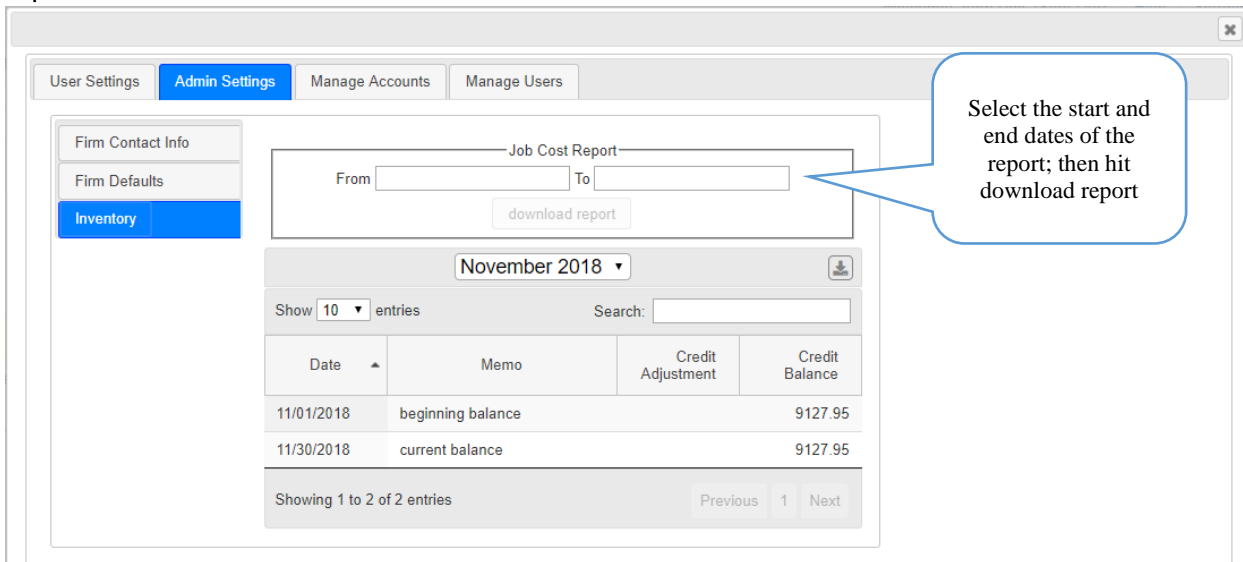 User Settings Admin Settings Manage Accounts Manage Users
Select the start and
end dates of the
report; then hit
download report
Firm Contact Info
Firm Defaults
Inventory
Job Cost Report
From To
download report
November 2018
Show 10 entries Search:
Date Memo Credit Adjustment Credit Balance
11/01/2018 beginning balance 9127.95
11/30/2018 current balance 9127.95
Showing 1 to 2 of 2 entries Previous 1 Next